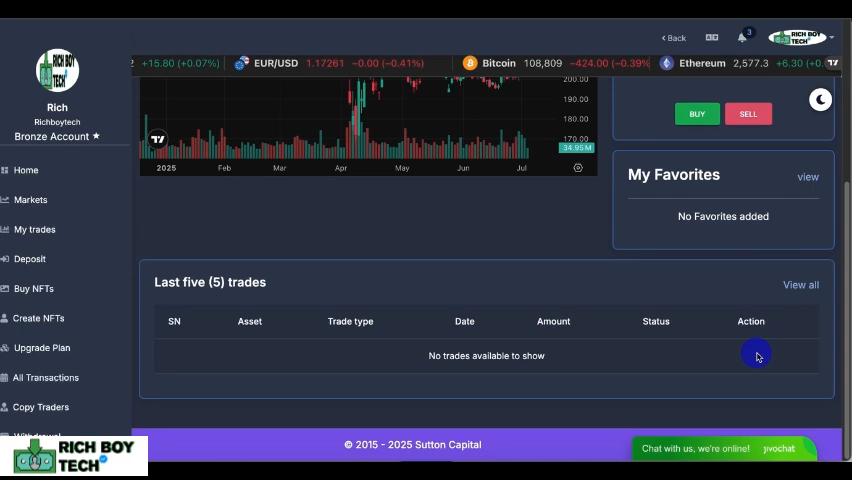 < Back
3
RICH BOY
TECH
RICH BOY
TECH
Rich
Richboytech
Bronze Account ★
2 +15.80 (+0.07%)
EUR/USD 1.17261 −0.00 (−0.41%)
Bitcoin 108,809 −424.00 (−0.39%
Ethereum 2,577.3 +6.30 (+0.
200.00
190.00
180.00
170.00
34.95M
2025 Feb Mar Apr May Jun Jul
BUY SELL
My Favorites view
No Favorites added
Home
Markets
My trades
Deposit
Buy NFTs
Create NFTs
Upgrade Plan
All Transactions
Copy Traders
Last five (5) trades View all
SN Asset Trade type Date Amount Status Action
No trades available to show
© 2015 - 2025 Sutton Capital
Chat with us, we're online! jivochat
RICH BOY
TECH